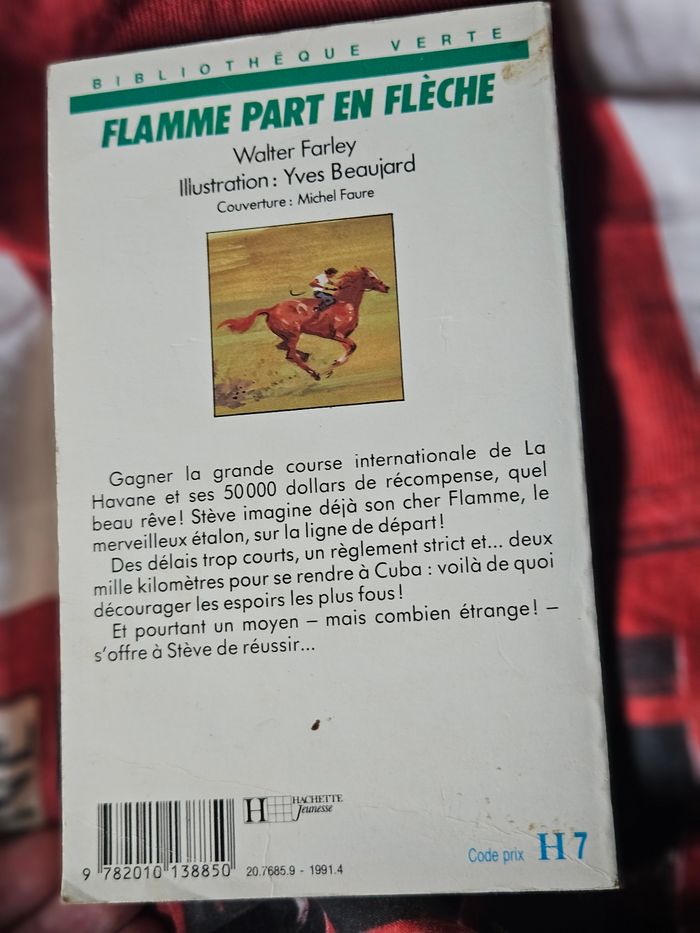 BIBLIOTHÈQUE VERTE
FLAMME PART EN FLÈCHE
Walter Farley
Illustration : Yves Beaujard
Couverture : Michel Faure
Gagner la grande course internationale de La
Havane et ses 50 000 dollars de récompense, quel
beau rêve ! Stève imagine déjà son cher Flamme, le
merveilleux étalon, sur la ligne de départ !
Des délais trop courts, un règlement strict et... deux
mille kilomètres pour se rendre à Cuba : voilà de quoi
décourager les espoirs les plus fous !
Et pourtant un moyen – mais combien étrange ! –
s'offre à Stève de réussir...
H HACHETTE
Jeunesse
9 782010 138850
20.7685.9 - 1991.4
Code prix H 7